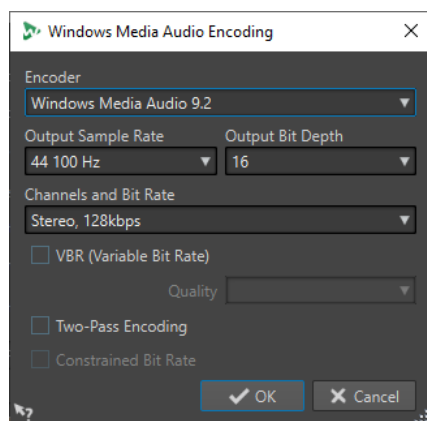 Windows Media Audio Encoding
Encoder
Windows Media Audio 9.2
Output Sample Rate Output Bit Depth
44 100 Hz 16
Channels and Bit Rate
Stereo, 128kbps
VBR (Variable Bit Rate)
Quality
Two-Pass Encoding
Constrained Bit Rate
OK Cancel
?